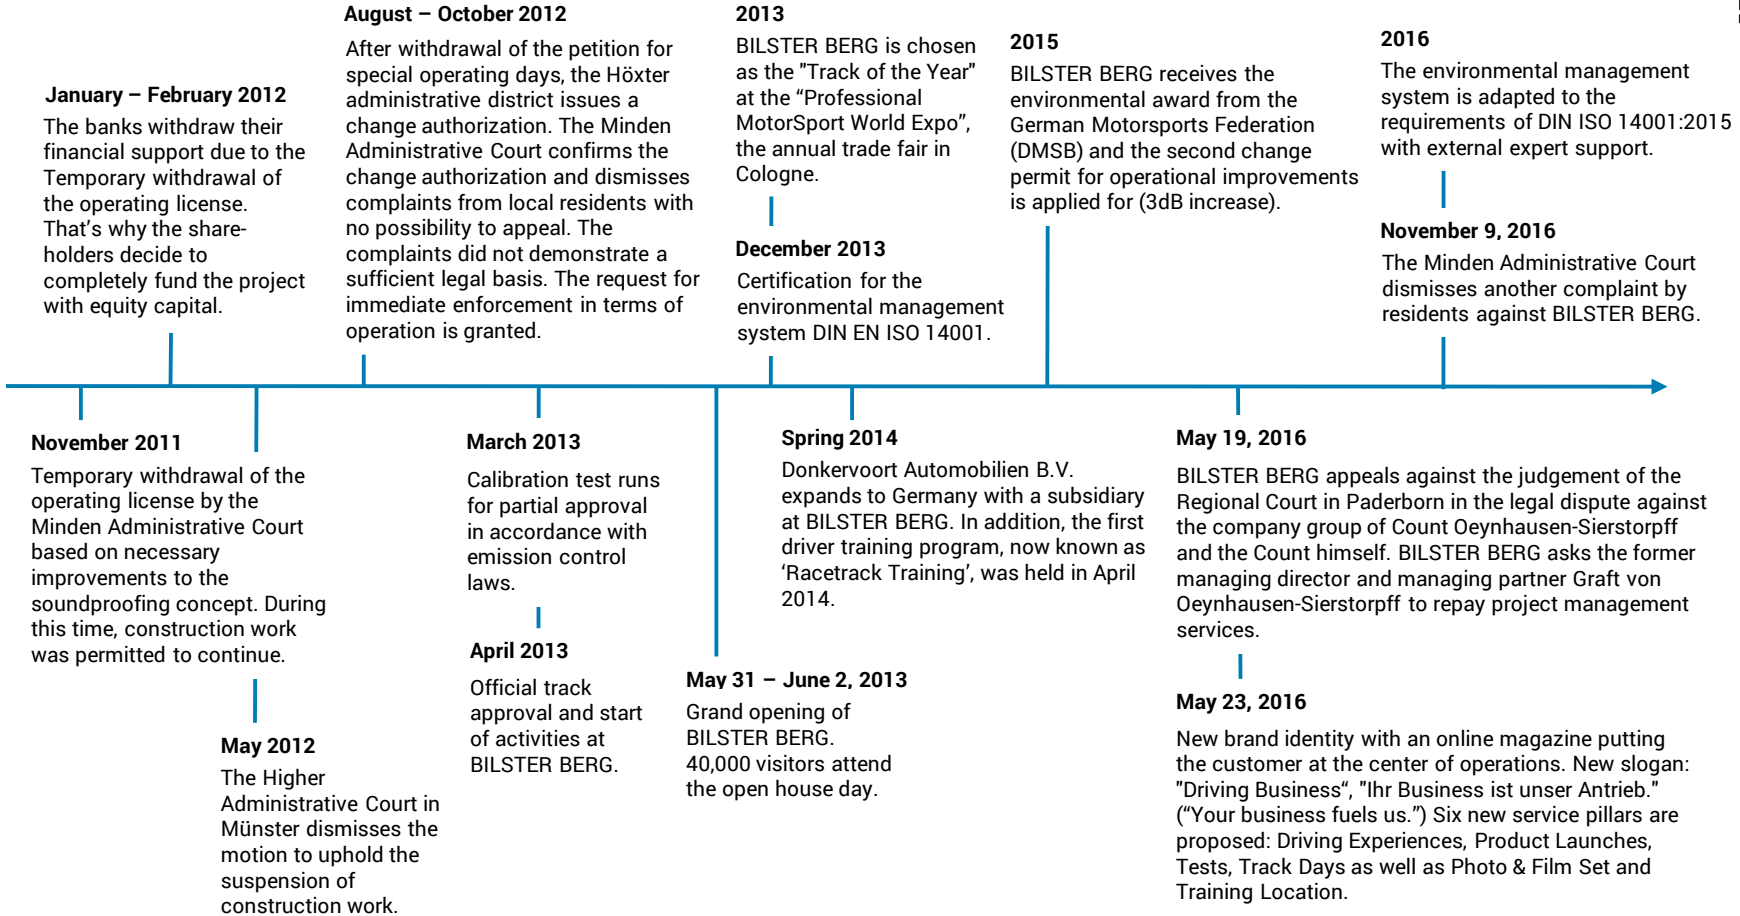 January – February 2012
The banks withdraw their
financial support due to the
Temporary withdrawal of
the operating license.
That's why the share-
holders decide to
completely fund the project
with equity capital.
August – October 2012
After withdrawal of the petition for
special operating days, the Höxter
administrative district issues a
change authorization. The Minden
Administrative Court confirms the
change authorization and dismisses
complaints from local residents with
no possibility to appeal. The
complaints did not demonstrate a
sufficient legal basis. The request for
immediate enforcement in terms of
operation is granted.
2013
BILSTER BERG is chosen
as the "Track of the Year"
at the “Professional
MotorSport World Expo”,
the annual trade fair in
Cologne.
December 2013
Certification for the
environmental management
system DIN EN ISO 14001.
2015
BILSTER BERG receives the
environmental award from the
German Motorsports Federation
(DMSB) and the second change
permit for operational improvements
is applied for (3dB increase).
2016
The environmental management
system is adapted to the
requirements of DIN ISO 14001:2015
with external expert support.
November 9, 2016
The Minden Administrative Court
dismisses another complaint by
residents against BILSTER BERG.
November 2011
Temporary withdrawal of the
operating license by the
Minden Administrative Court
based on necessary
improvements to the
soundproofing concept. During
this time, construction work
was permitted to continue.
May 2012
The Higher
Administrative Court in
Münster dismisses the
motion to uphold the
suspension of
construction work.
March 2013
Calibration test runs
for partial approval
in accordance with
emission control
laws.
April 2013
Official track
approval and start
of activities at
BILSTER BERG.
May 31 – June 2, 2013
Grand opening of
BILSTER BERG.
40,000 visitors attend
the open house day.
Spring 2014
Donkervoort Automobilien B.V.
expands to Germany with a subsidiary
at BILSTER BERG. In addition, the first
driver training program, now known as
‘Racetrack Training’, was held in April
2014.
May 19, 2016
BILSTER BERG appeals against the judgement of the
Regional Court in Paderborn in the legal dispute against
the company group of Count Oeynhausen-Sierstorpff
and the Count himself. BILSTER BERG asks the former
managing director and managing partner Graft von
Oeynhausen-Sierstorpff to repay project management
services.
May 23, 2016
New brand identity with an online magazine putting
the customer at the center of operations. New slogan:
"Driving Business“, "Ihr Business ist unser Antrieb."
(“Your business fuels us.”) Six new service pillars are
proposed: Driving Experiences, Product Launches,
Tests, Track Days as well as Photo & Film Set and
Training Location.